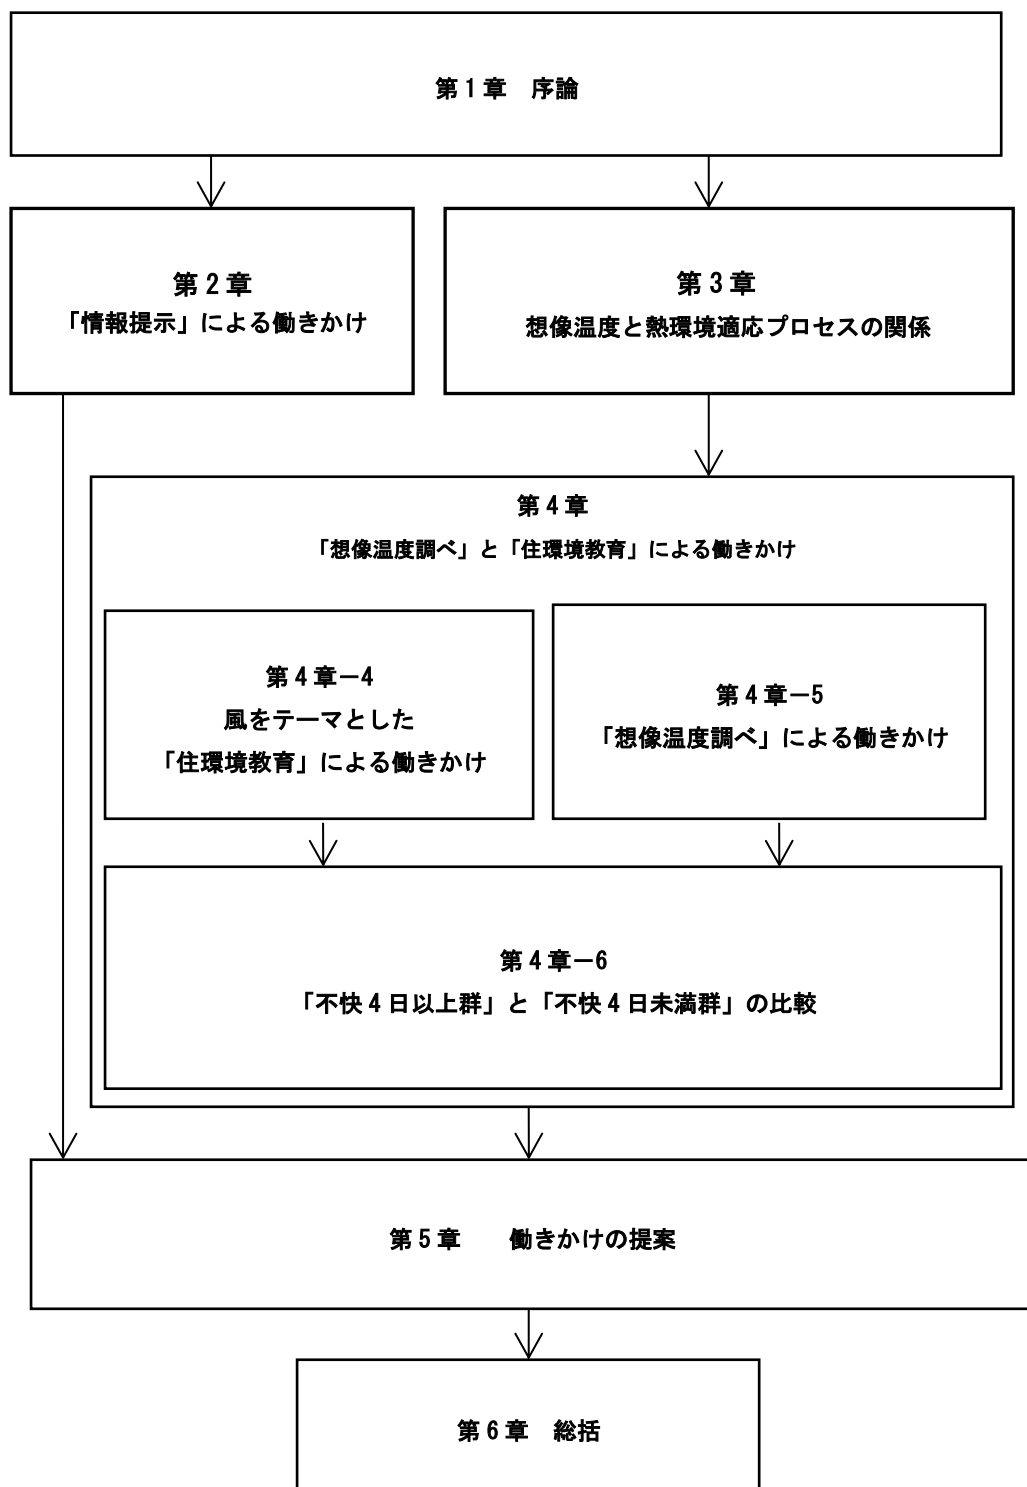 第1章　序論
第2章
「情報提示」による働きかけ
第3章
想像温度と熱環境適応プロセスの関係
第4章
「想像温度調べ」と「住環境教育」による働きかけ
第4章－4
風をテーマとした
「住環境教育」による働きかけ
第4章－5
「想像温度調べ」による働きかけ
第4章－6
「不快4日以上群」と「不快4日未満群」の比較
第5章　　働きかけの提案
第6章　総括